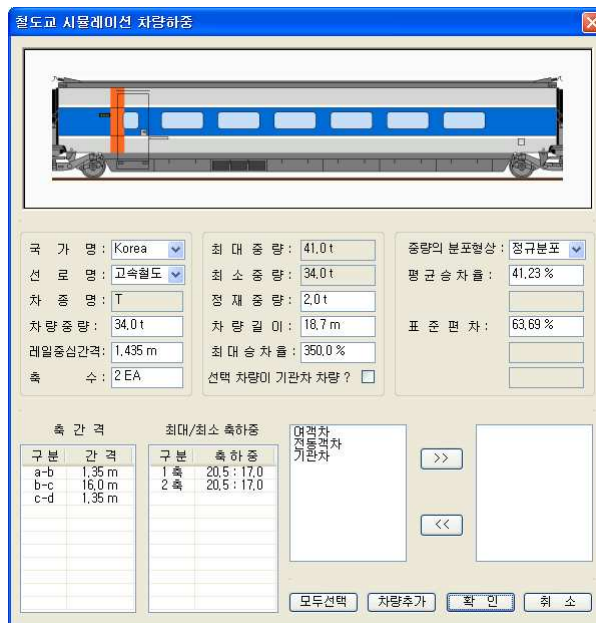 철도교 시뮬레이션 차량하중
국 가 명 : Korea
선 로 명 : 고속철도
차 종 명 : T
차 량 중 량 : 34,0 t
레일중심간격: 1,435 m
축 수 : 2 EA
최 대 중 량 : 41,0 t
최 소 중 량 : 34,0 t
정 재 중 량 : 2,0 t
차 량 길 이 : 18,7 m
최 대 승 차 율 : 350,0 %
선택 차량이 기관차 차량 ?
중량의 분포형상 : 정규분포
평 균 승 차 율 : 41,23 %
표 준 편 차 : 63,69 %
축 간 격
구 분 간 격
a-b 1,35 m
b-c 16,0 m
c-d 1,35 m
최대/최소 축하중
구 분 축 하 중
1 축 20,5 : 17,0
2 축 20,5 : 17,0
여객차
전동객차
기관차
>>
<<
모두선택 차량추가 확 인 취 소